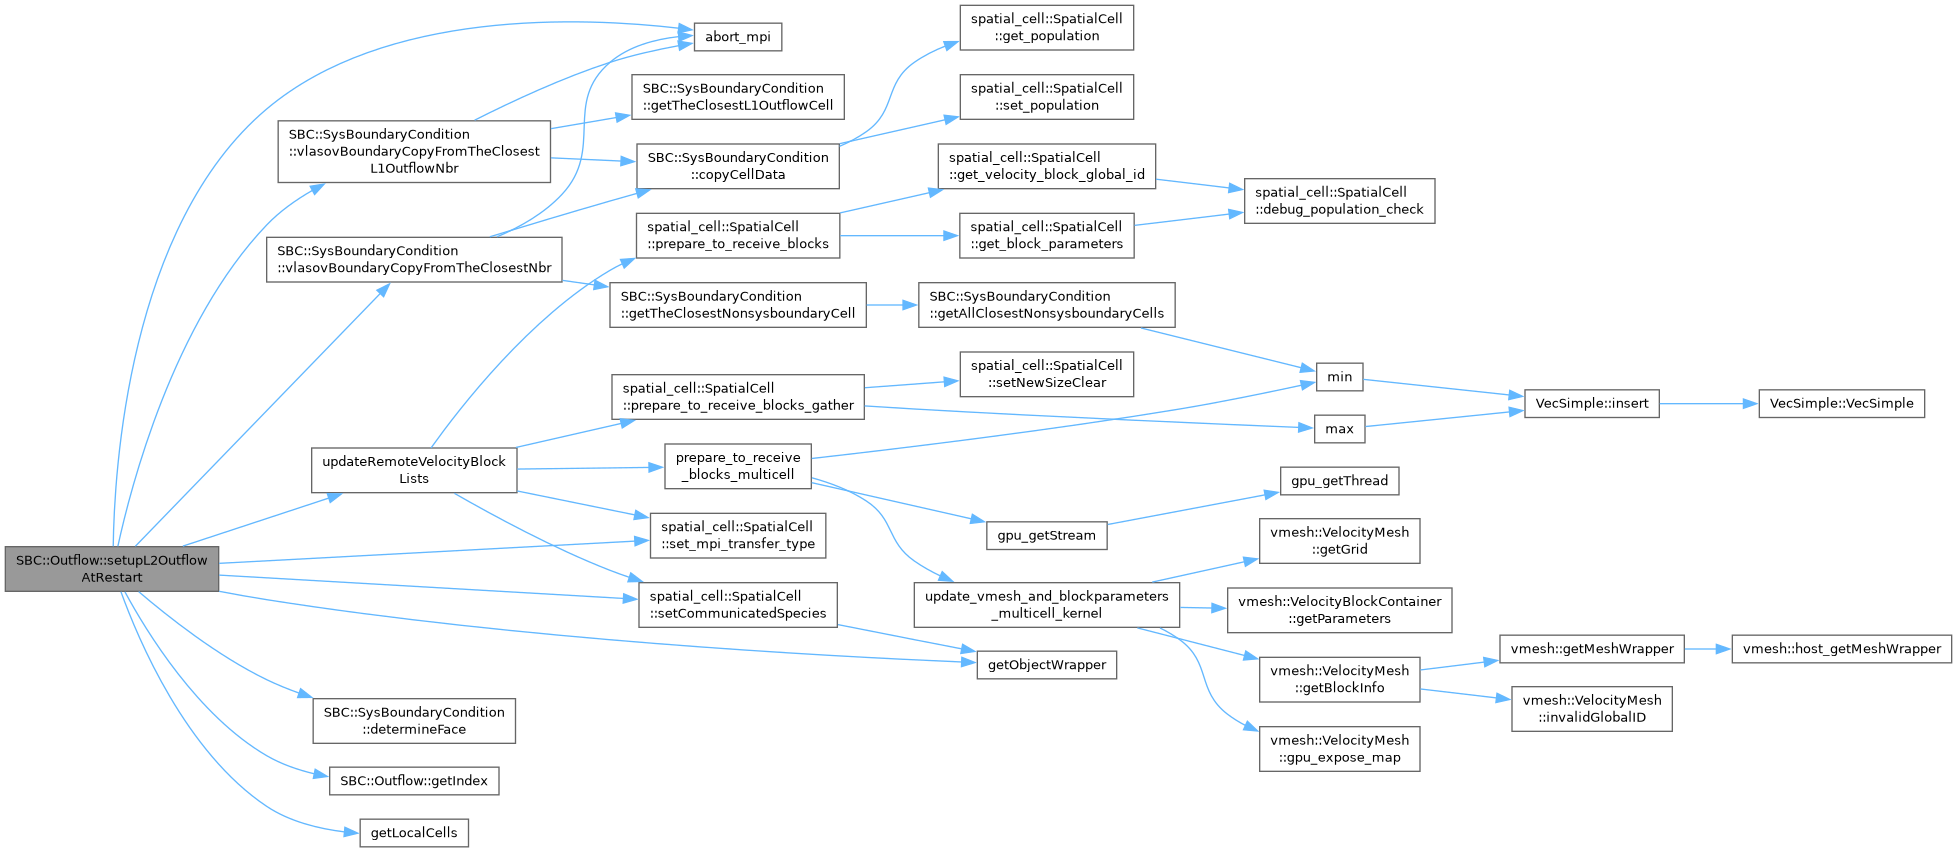 SBC::Outflow::setupL2Outflow
AtRestart
abort_mpi
SBC::SysBoundaryCondition
::vlasovBoundaryCopyFromTheClosest
L1OutflowNbr
SBC::SysBoundaryCondition
::getTheClosestL1OutflowCell
SBC::SysBoundaryCondition
::copyCellData
spatial_cell::SpatialCell
::get_population
spatial_cell::SpatialCell
::set_population
SBC::SysBoundaryCondition
::vlasovBoundaryCopyFromTheClosestNbr
SBC::SysBoundaryCondition
::getTheClosestNonsysboundaryCell
SBC::SysBoundaryCondition
::getAllClosestNonsysboundaryCells
min
VecSimple::insert
VecSimple::VecSimple
updateRemoteVelocityBlock
Lists
spatial_cell::SpatialCell
::prepare_to_receive_blocks
spatial_cell::SpatialCell
::get_velocity_block_global_id
spatial_cell::SpatialCell
::debug_population_check
spatial_cell::SpatialCell
::get_block_parameters
spatial_cell::SpatialCell
::prepare_to_receive_blocks_gather
spatial_cell::SpatialCell
::setNewSizeClear
max
prepare_to_receive
_blocks_multicell
gpu_getStream
gpu_getThread
update_vmesh_and_blockparameters
_multicell_kernel
vmesh::VelocityMesh
::getGrid
vmesh::VelocityBlockContainer
::getParameters
vmesh::VelocityMesh
::getBlockInfo
vmesh::getMeshWrapper
vmesh::host_getMeshWrapper
vmesh::VelocityMesh
::invalidGlobalID
vmesh::VelocityMesh
::gpu_expose_map
spatial_cell::SpatialCell
::set_mpi_transfer_type
spatial_cell::SpatialCell
::setCommunicatedSpecies
getObjectWrapper
SBC::SysBoundaryCondition
::determineFace
SBC::Outflow::getIndex
getLocalCells